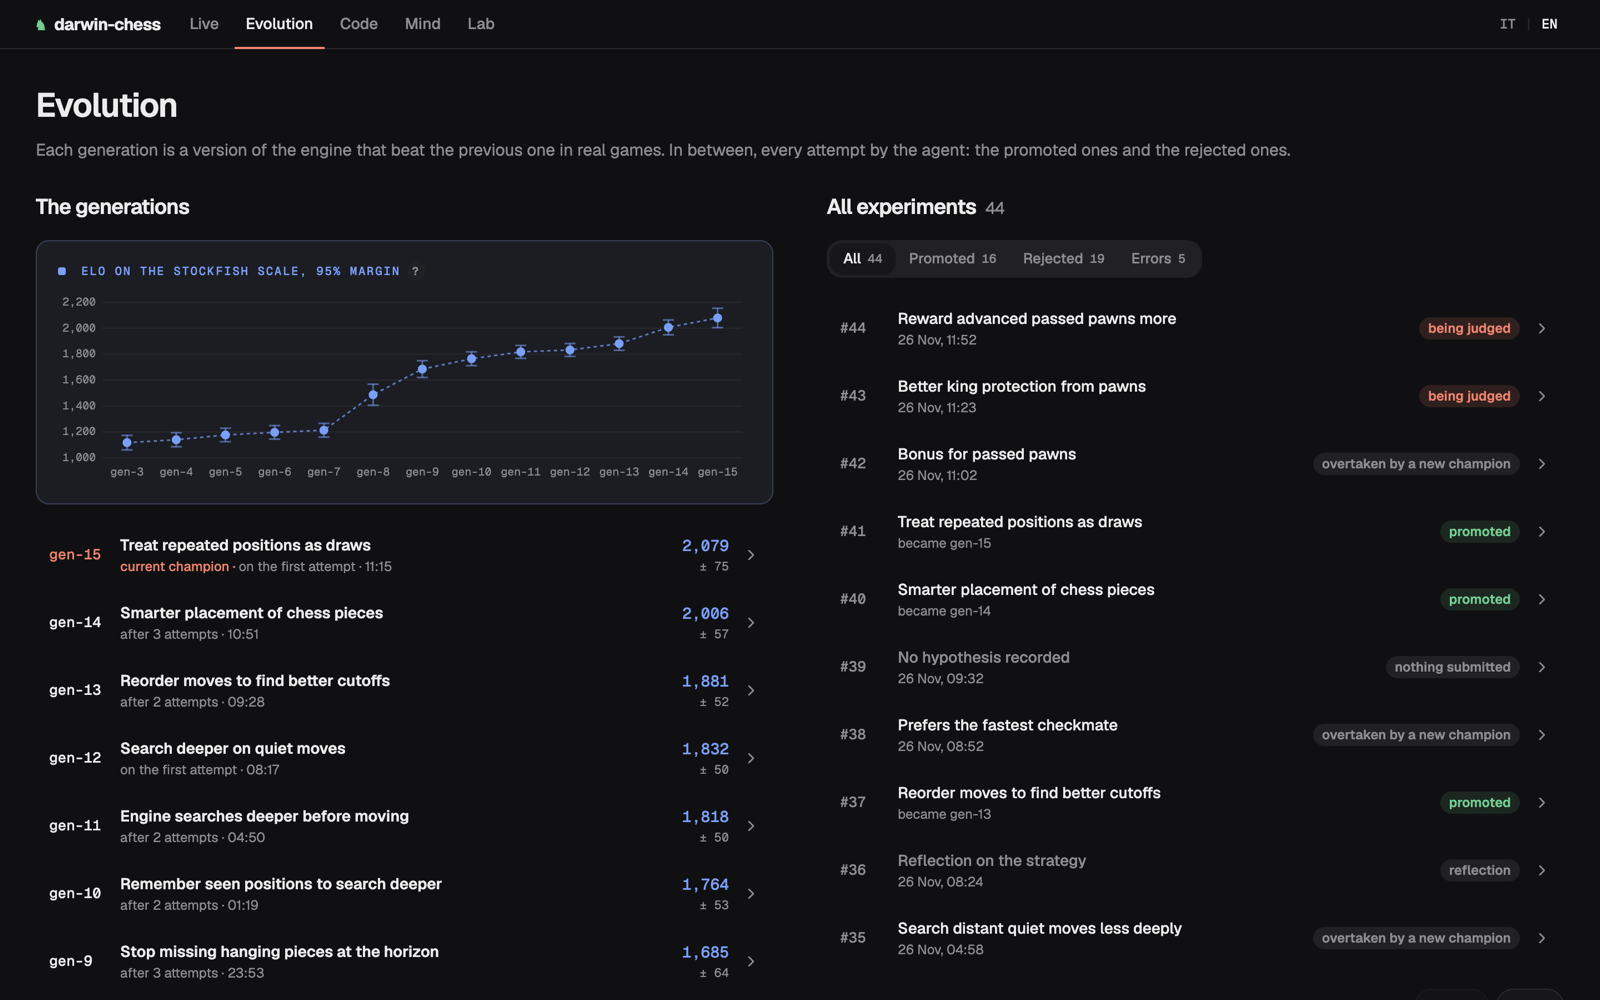 darwin-chess Live Evolution Code Mind Lab IT EN
Evolution
Each generation is a version of the engine that beat the previous one in real games. In between, every attempt by the agent: the promoted ones and the rejected ones.
The generations
ELO ON THE STOCKFISH SCALE, 95% MARGIN ?
2,200
2,000
1,800
1,600
1,400
1,200
1,000
gen-3 gen-4 gen-5 gen-6 gen-7 gen-8 gen-9 gen-10 gen-11 gen-12 gen-13 gen-14 gen-15
gen-15 Treat repeated positions as draws 2,079
current champion · on the first attempt · 11:15 ± 75
gen-14 Smarter placement of chess pieces 2,006
after 3 attempts · 10:51 ± 57
gen-13 Reorder moves to find better cutoffs 1,881
after 2 attempts · 09:28 ± 52
gen-12 Search deeper on quiet moves 1,832
on the first attempt · 08:17 ± 50
gen-11 Engine searches deeper before moving 1,818
after 2 attempts · 04:50 ± 50
gen-10 Remember seen positions to search deeper 1,764
after 2 attempts · 01:19 ± 53
gen-9 Stop missing hanging pieces at the horizon 1,685
after 3 attempts · 23:53 ± 64
All experiments 44
All 44 Promoted 16 Rejected 19 Errors 5
#44 Reward advanced passed pawns more being judged
26 Nov, 11:52
#43 Better king protection from pawns being judged
26 Nov, 11:23
#42 Bonus for passed pawns overtaken by a new champion
26 Nov, 11:02
#41 Treat repeated positions as draws promoted
became gen-15
#40 Smarter placement of chess pieces promoted
became gen-14
#39 No hypothesis recorded nothing submitted
26 Nov, 09:32
#38 Prefers the fastest checkmate overtaken by a new champion
26 Nov, 08:52
#37 Reorder moves to find better cutoffs promoted
became gen-13
#36 Reflection on the strategy reflection
26 Nov, 08:24
#35 Search distant quiet moves less deeply overtaken by a new champion
26 Nov, 04:58